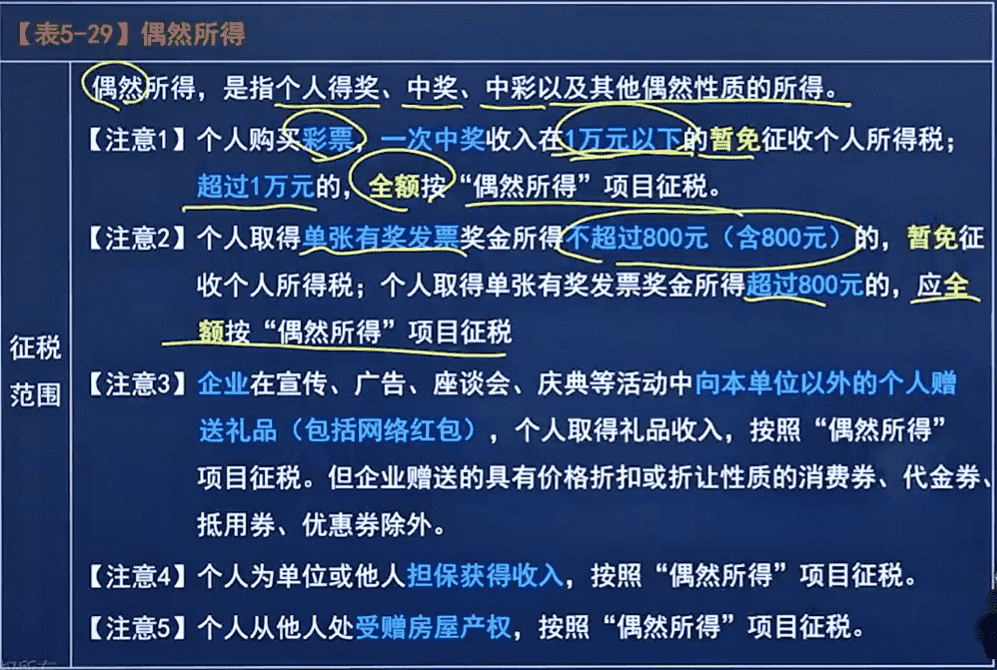 【表5-29】偶然所得
征税
范围
偶然所得，是指个人得奖、中奖、中彩以及其他偶然性质的所得。
【注意1】个人购买彩票，一次中奖收入在1万元以下的暂免征收个人所得税；
超过1万元的，全额按“偶然所得”项目征税。
【注意2】个人取得单张有奖发票奖金所得不超过800元（含800元）的，暂免征
收个人所得税；个人取得单张有奖发票奖金所得超过800元的，应全
额按“偶然所得”项目征税
【注意3】企业在宣传、广告、座谈会、庆典等活动中向本单位以外的个人赠
送礼品（包括网络红包），个人取得礼品收入，按照“偶然所得”
项目征税。但企业赠送的具有价格折扣或折让性质的消费券、代金券、
抵用券、优惠券除外。
【注意4】个人为单位或他人担保获得收入，按照“偶然所得”项目征税。
【注意5】个人从他人处受赠房屋产权，按照“偶然所得”项目征税。